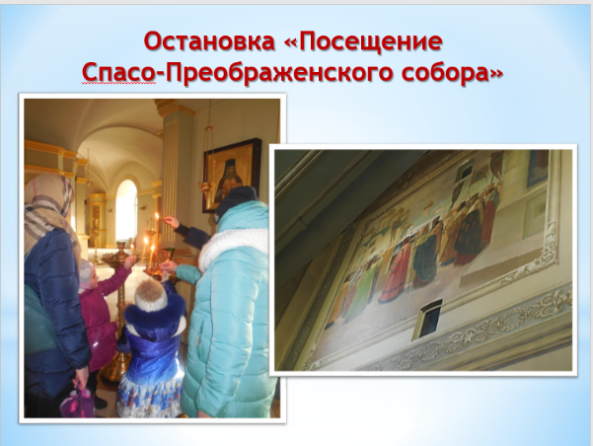 Остановка «Посещение
Спасо-Преображенского собора»